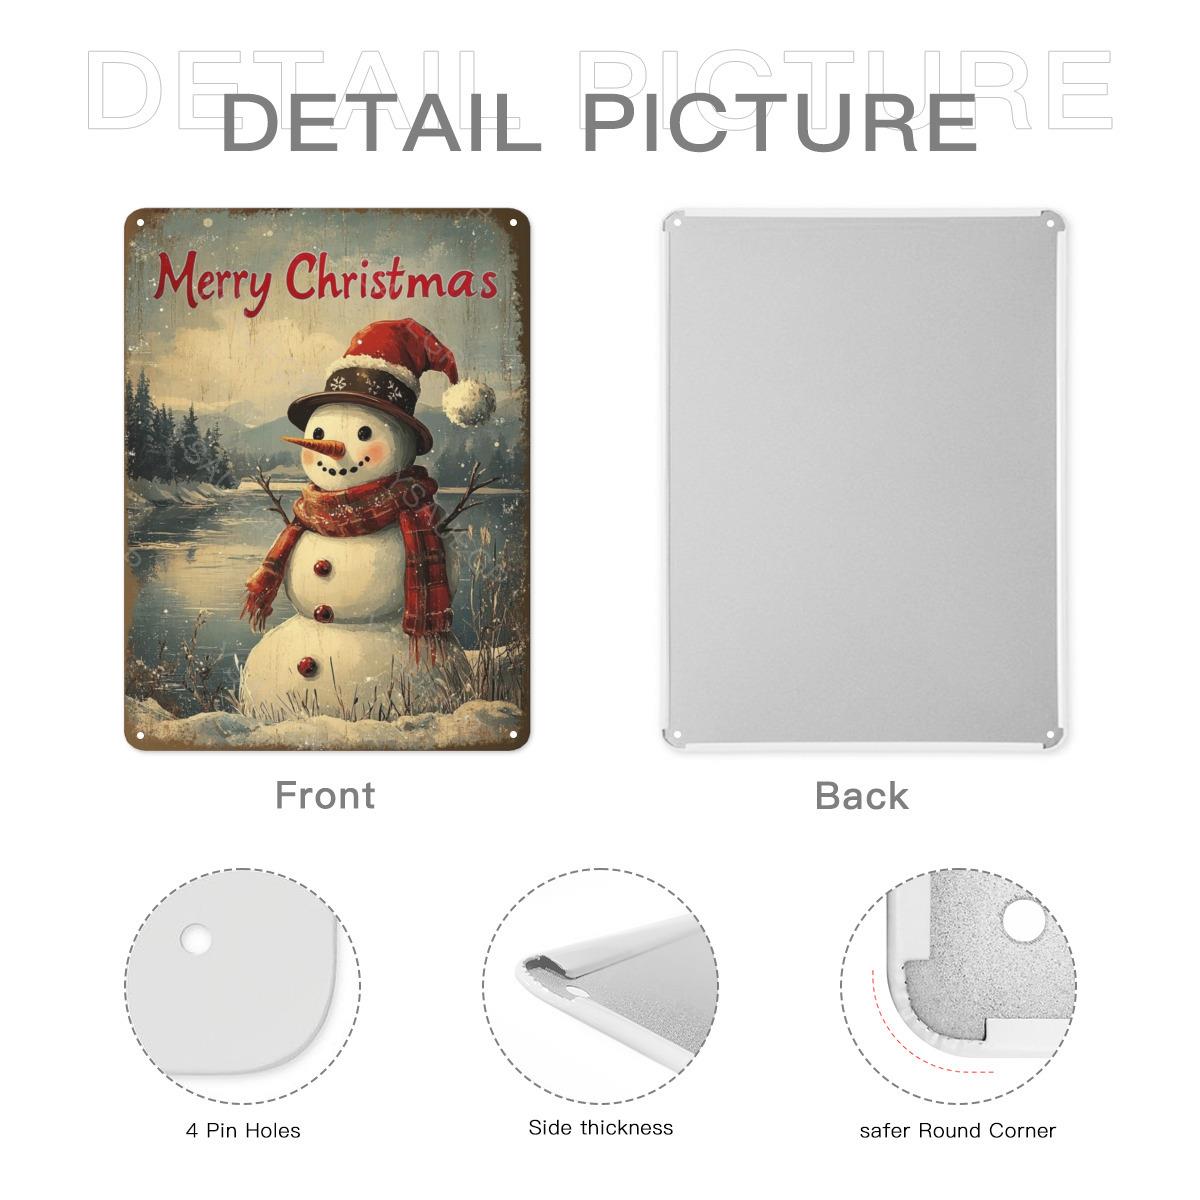 DETAIL PICTURE
DETAIL PICTURE
Merry Christmas
Front
Back
4 Pin Holes
Side thickness
safer Round Corner